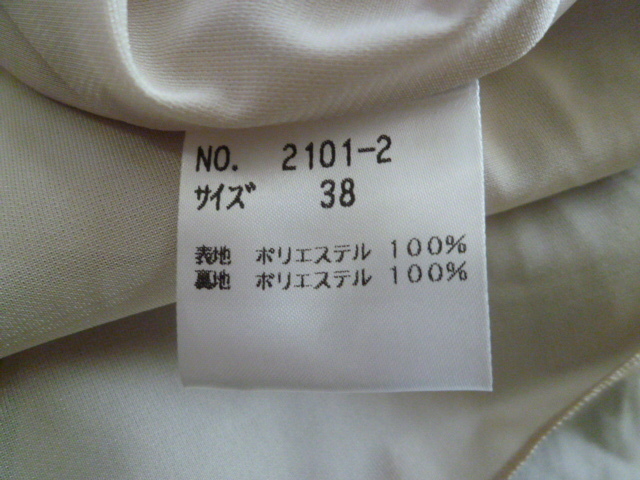 NO. 2101-2
サイズ 38
表地 ポリエステル 100%
裏地 ポリエステル 100%